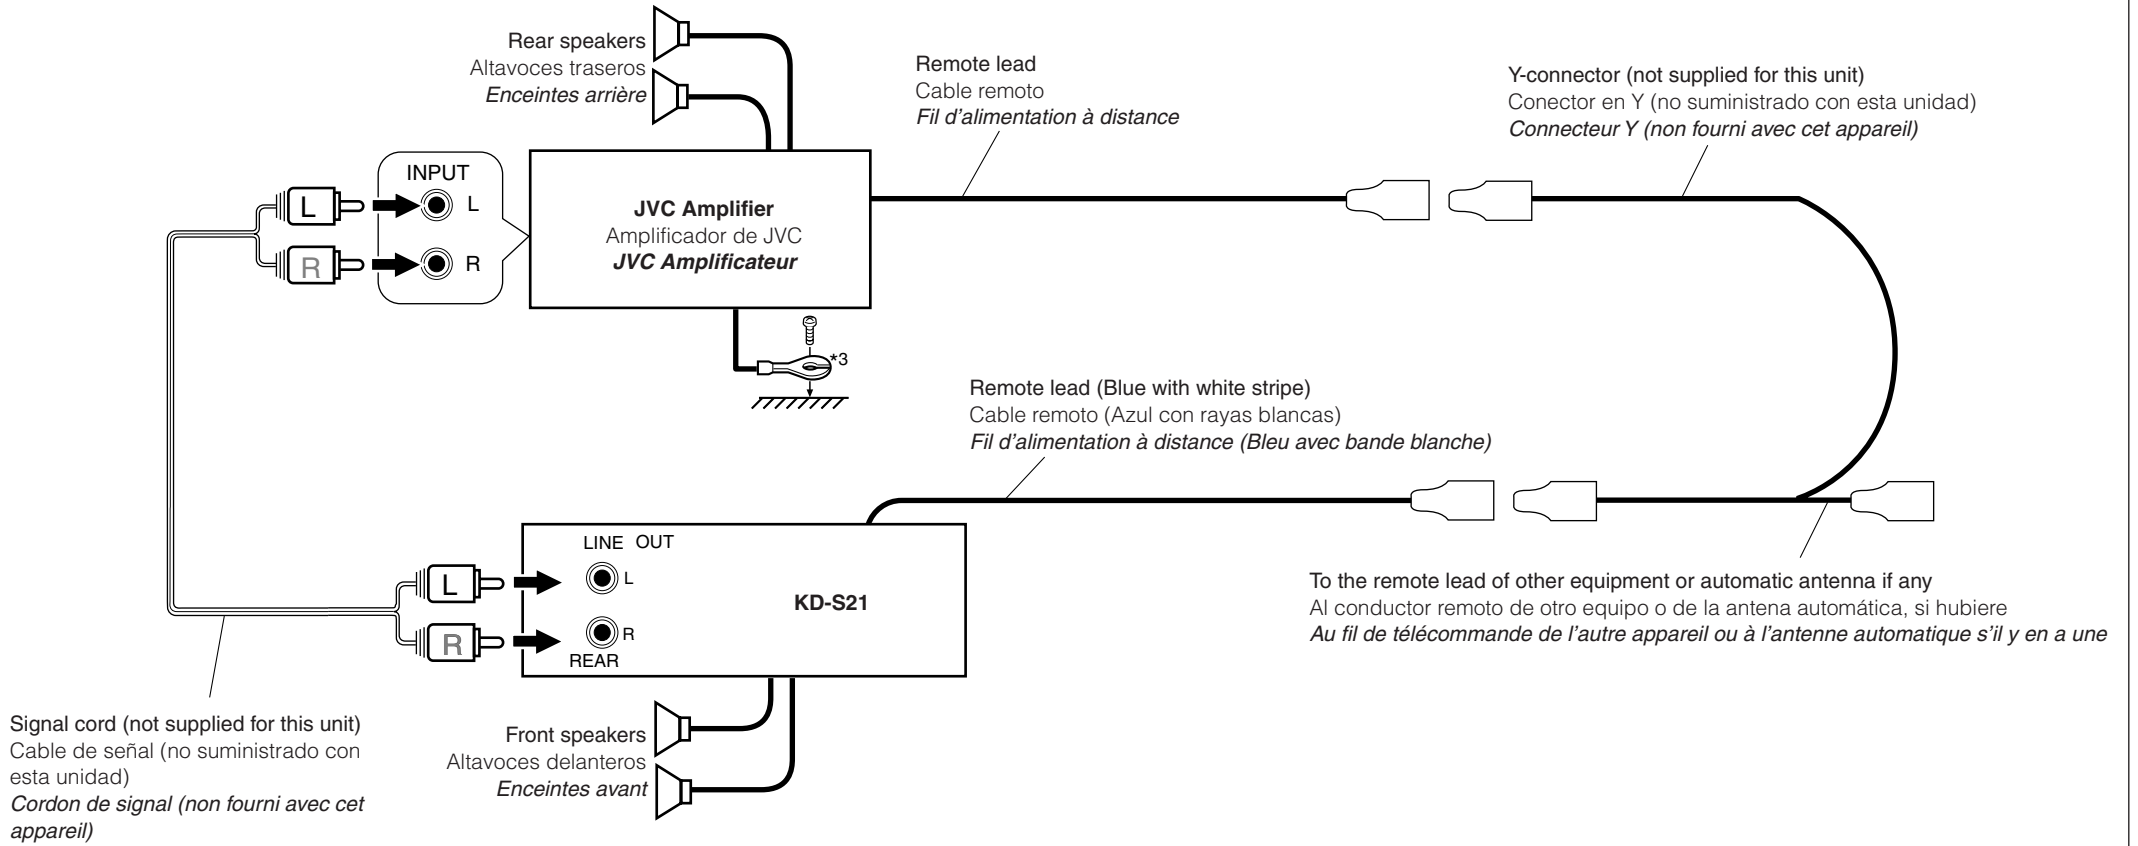 Rear speakers
Altavoces traseros
Enceintes arrière
Remote lead
Cable remoto
Fil d'alimentation à distance
Y-connector (not supplied for this unit)
Conector en Y (no suministrado con esta unidad)
Connecteur Y (non fourni avec cet appareil)
INPUT
L
L
R
R
JVC Amplifier
Amplificador de JVC
JVC Amplificateur
*3
Remote lead (Blue with white stripe)
Cable remoto (Azul con rayas blancas)
Fil d'alimentation à distance (Bleu avec bande blanche)
LINE OUT
L
L
R
R
REAR
KD-S21
To the remote lead of other equipment or automatic antenna if any
Al conductor remoto de otro equipo o de la antena automática, si hubiere
Au fil de télécommande de l'autre appareil ou à l'antenne automatique s'il y en a une
Signal cord (not supplied for this unit)
Cable de señal (no suministrado con
esta unidad)
Cordon de signal (non fourni avec cet
appareil)
Front speakers
Altavoces delanteros
Enceintes avant